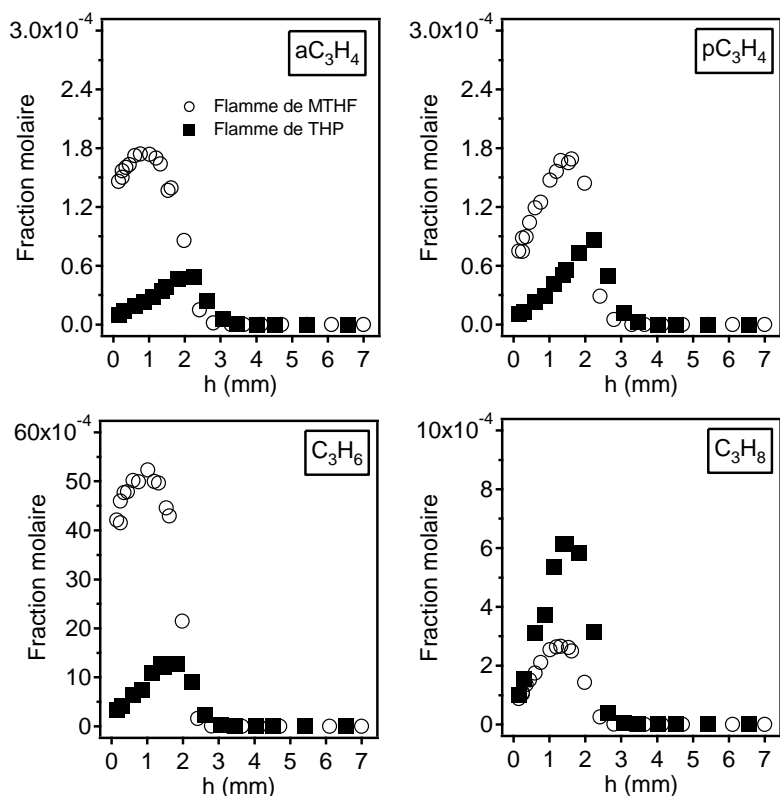 3.0x10⁻⁴
aC₃H₄
2.4
Flamme de MTHF
Flamme de THP
1.8
1.2
0.6
0.0
Fraction molaire
0 1 2 3 4 5 6 7
h (mm)
3.0x10⁻⁴
pC₃H₄
2.4
1.8
1.2
0.6
0.0
Fraction molaire
0 1 2 3 4 5 6 7
h (mm)
60x10⁻⁴
C₃H₆
50
40
30
20
10
0
Fraction molaire
0 1 2 3 4 5 6 7
h (mm)
10x10⁻⁴
C₃H₈
8
6
4
2
0
Fraction molaire
0 1 2 3 4 5 6 7
h (mm)